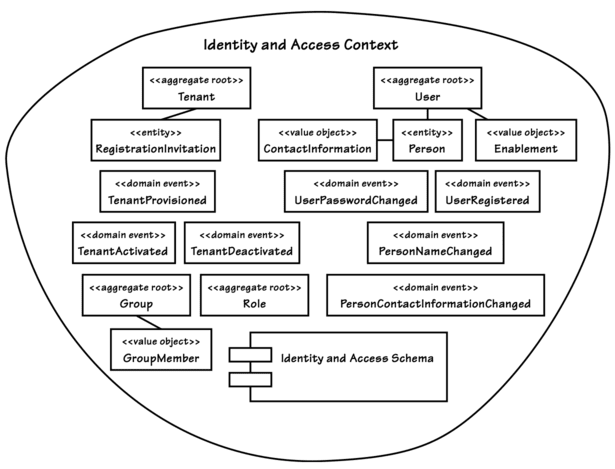 Identity and Access Context
<<aggregate root>>
Tenant
<<aggregate root>>
User
<<entity>>
RegistrationInvitation
<<value object>>
ContactInformation
<<entity>>
Person
<<value object>>
Enablement
<<domain event>>
TenantProvisioned
<<domain event>>
UserPasswordChanged
<<domain event>>
UserRegistered
<<domain event>>
TenantActivated
<<domain event>>
TenantDeactivated
<<domain event>>
PersonNameChanged
<<aggregate root>>
Group
<<aggregate root>>
Role
<<domain event>>
PersonContactInformationChanged
<<value object>>
GroupMember
Identity and Access Schema